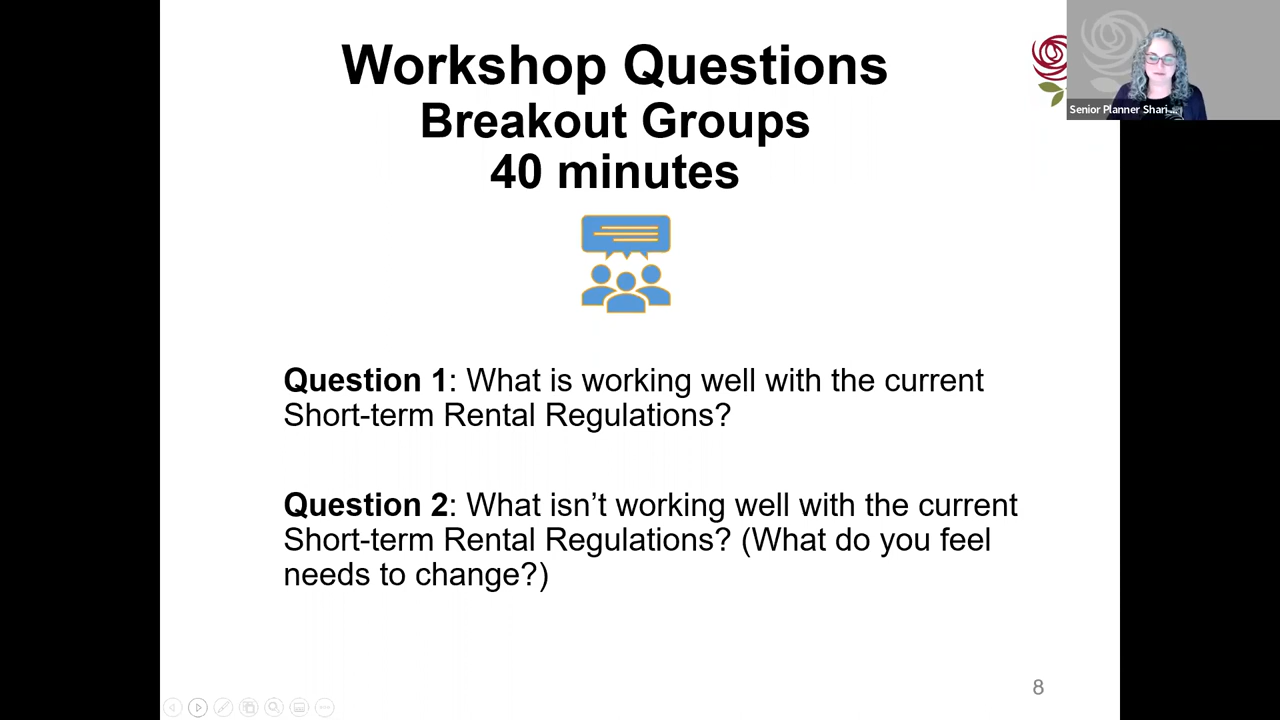 Workshop Questions
Breakout Groups
40 minutes
Senior Planner Shari...
Question 1: What is working well with the current
Short-term Rental Regulations?
Question 2: What isn’t working well with the current
Short-term Rental Regulations? (What do you feel
needs to change?)
8